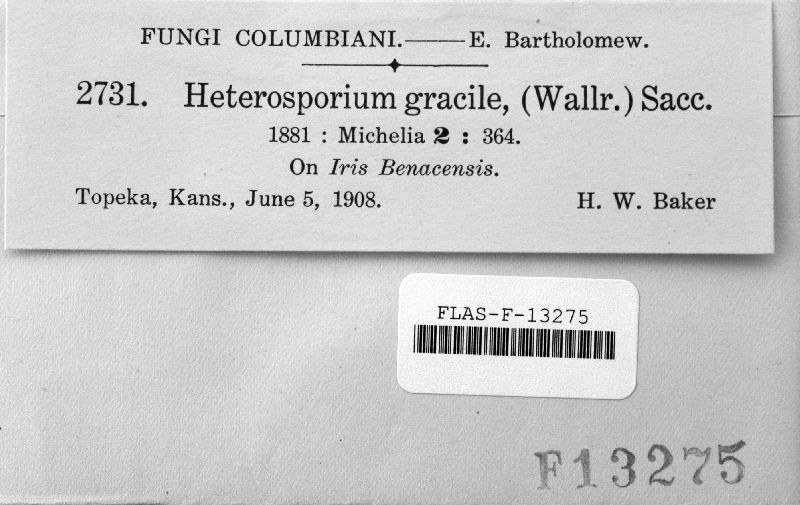 FUNGI COLUMBIANI.——E. Bartholomew.
2731. Heterosporium gracile, (Wallr.) Sacc.
1881 : Michelia 2 : 364.
On Iris Benacensis.
Topeka, Kans., June 5, 1908. H. W. Baker
FLAS-F-13275
F13275